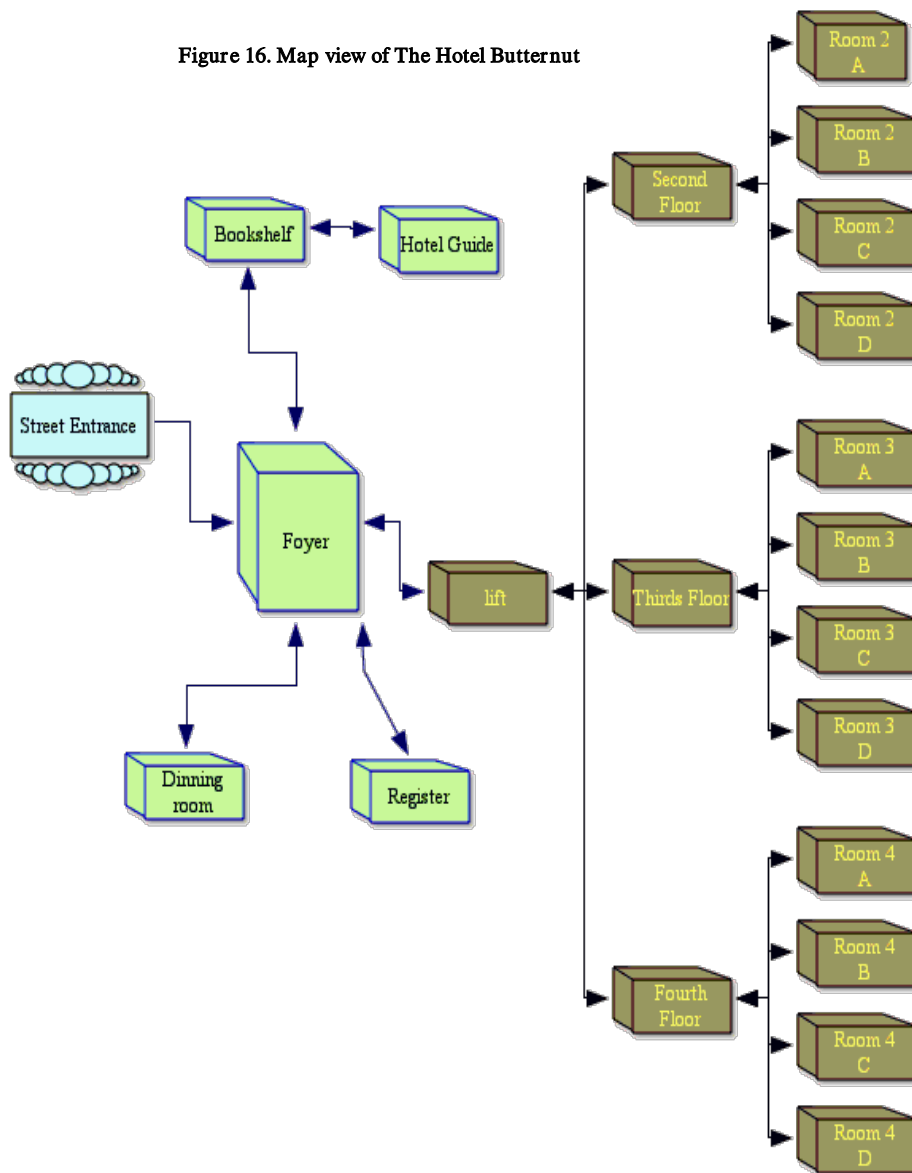 Figure 16. Map view of The Hotel Butternut
Room 2
A
Room 2
B
Second
Floor
Bookshelf
Hotel Guide
Room 2
C
Room 2
D
Street Entrance
Room 3
A
Foyer
Room 3
B
lift
Thirds Floor
Room 3
C
Room 3
D
Dinning
room
Register
Room 4
A
Room 4
B
Fourth
Floor
Room 4
C
Room 4
D